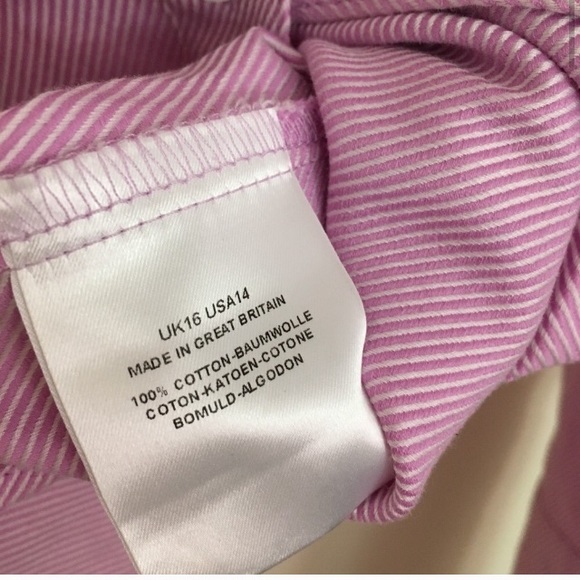 UK16 USA14
MADE IN GREAT BRITAIN
100% COTTON-BAUMWOLLE
COTON-KATOEN-COTONE
BOMULD-ALGODON